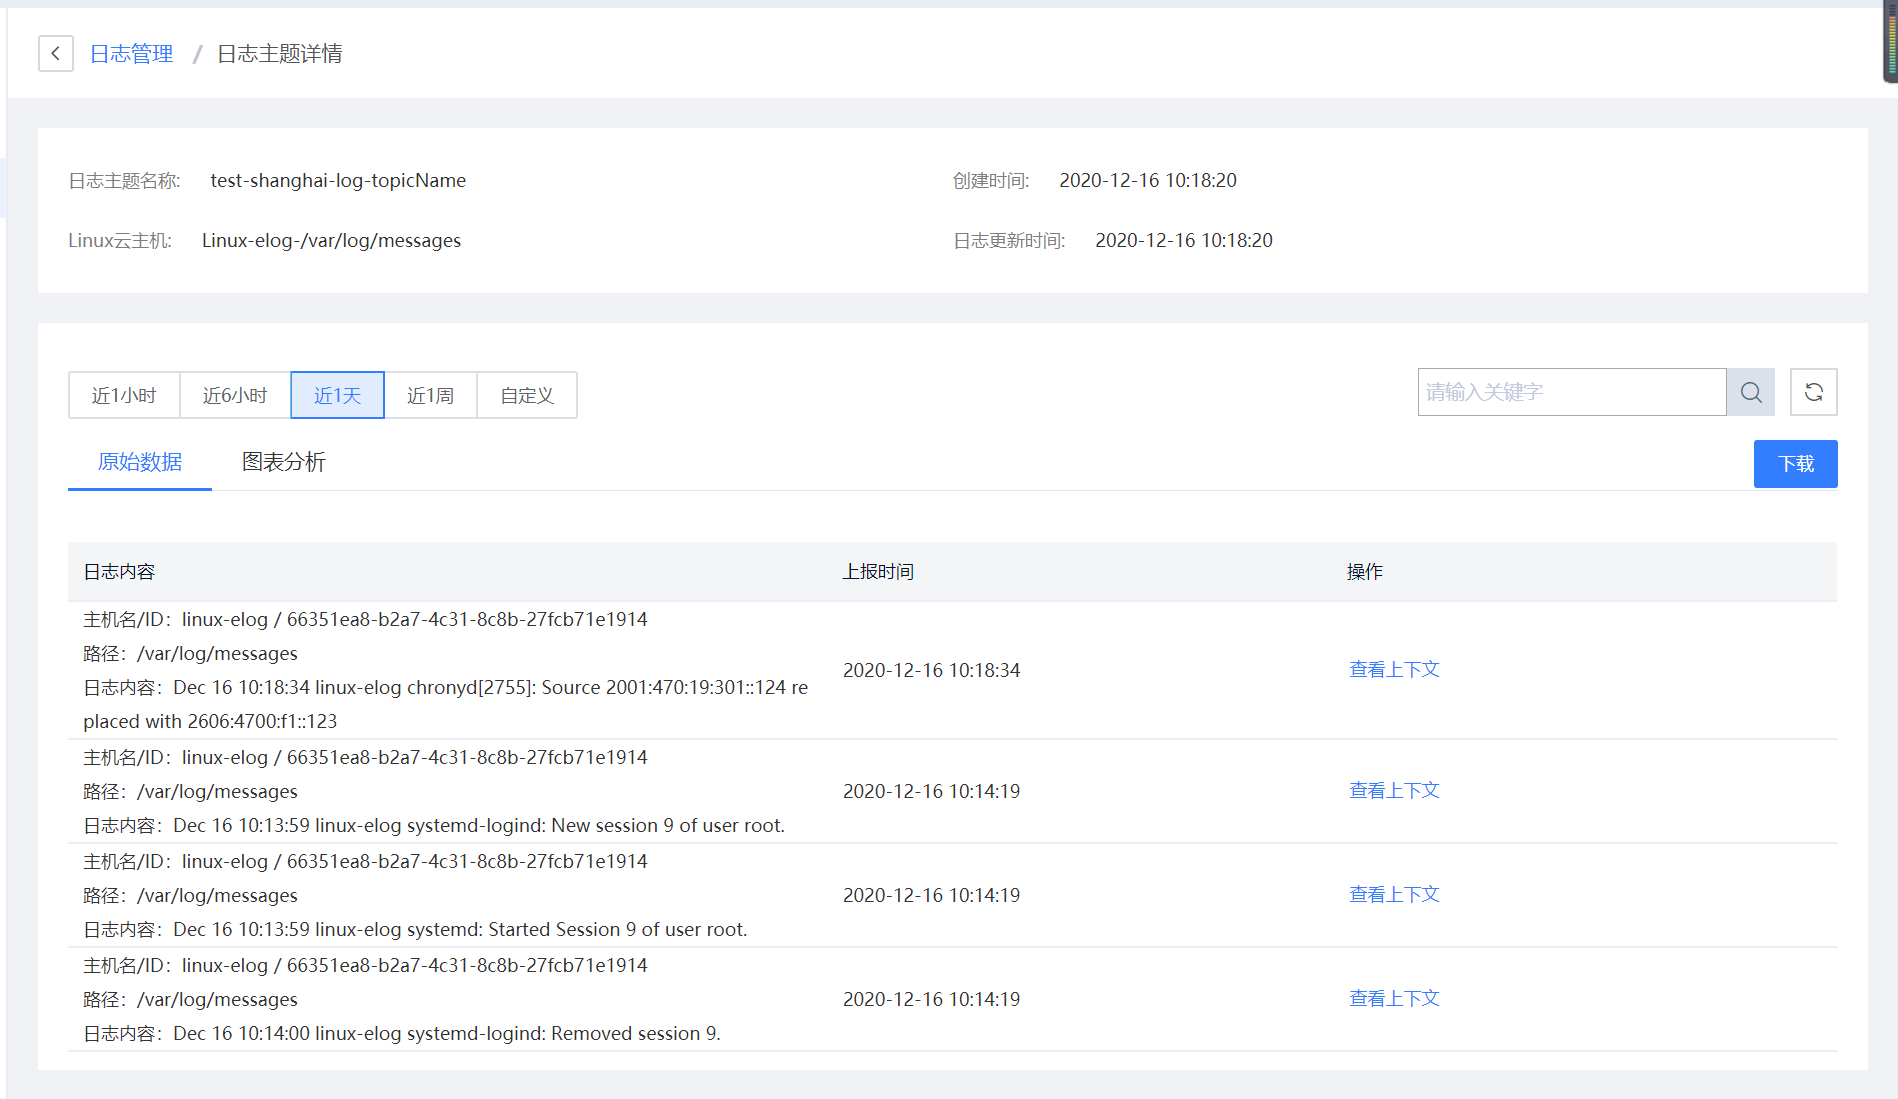 日志管理 / 日志主题详情
日志主题名称: test-shanghai-log-topicName 创建时间: 2020-12-16 10:18:20
Linux云主机: Linux-elog-/var/log/messages 日志更新时间: 2020-12-16 10:18:20
近1小时 近6小时 近1天 近1周 自定义 请输入关键字
原始数据 图表分析 下载
日志内容 上报时间 操作
主机名/ID：linux-elog / 66351ea8-b2a7-4c31-8c8b-27fcb71e1914
路径：/var/log/messages
日志内容：Dec 16 10:18:34 linux-elog chronyd[2755]: Source 2001:470:19:301::124 re
placed with 2606:4700:f1::123
2020-12-16 10:18:34 查看上下文
主机名/ID：linux-elog / 66351ea8-b2a7-4c31-8c8b-27fcb71e1914
路径：/var/log/messages
日志内容：Dec 16 10:13:59 linux-elog systemd-logind: New session 9 of user root.
2020-12-16 10:14:19 查看上下文
主机名/ID：linux-elog / 66351ea8-b2a7-4c31-8c8b-27fcb71e1914
路径：/var/log/messages
日志内容：Dec 16 10:13:59 linux-elog systemd: Started Session 9 of user root.
2020-12-16 10:14:19 查看上下文
主机名/ID：linux-elog / 66351ea8-b2a7-4c31-8c8b-27fcb71e1914
路径：/var/log/messages
日志内容：Dec 16 10:14:00 linux-elog systemd-logind: Removed session 9.
2020-12-16 10:14:19 查看上下文